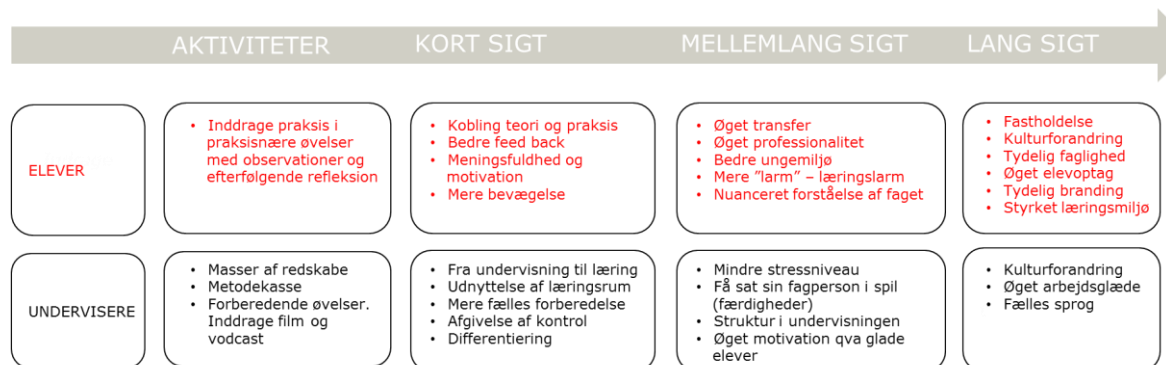 AKTIVITETER
KORT SIGT
MELLEMLANG SIGT
LANG SIGT
ELEVER
• Inddrage praksis i
praksisnære øvelser
med observationer og
efterfølgende refleksion
• Kobling teori og praksis
• Bedre feed back
• Meningsfuldhed og
motivation
• Mere bevægelse
• Øget transfer
• Øget professionalitet
• Bedre ungemiljø
• Mere ”larm” – læringslarm
• Nuanceret forståelse af faget
• Fastholdelse
• Kulturforandring
• Tydelig faglighed
• Øget elevoptag
• Tydelig branding
• Styrket læringsmiljø
UNDERVISERE
• Masser af redskabe
• Metodekasse
• Forberedende øvelser.
Inddrage film og
vodcast
• Fra undervisning til læring
• Udnyttelse af læringsrum
• Mere fælles forberedelse
• Afgivelse af kontrol
• Differentiering
• Mindre stressniveau
• Få sat sin fagperson i spil
(færdigheder)
• Struktur i undervisningen
• Øget motivation qva glade
elever
• Kulturforandring
• Øget arbejdsglæde
• Fælles sprog